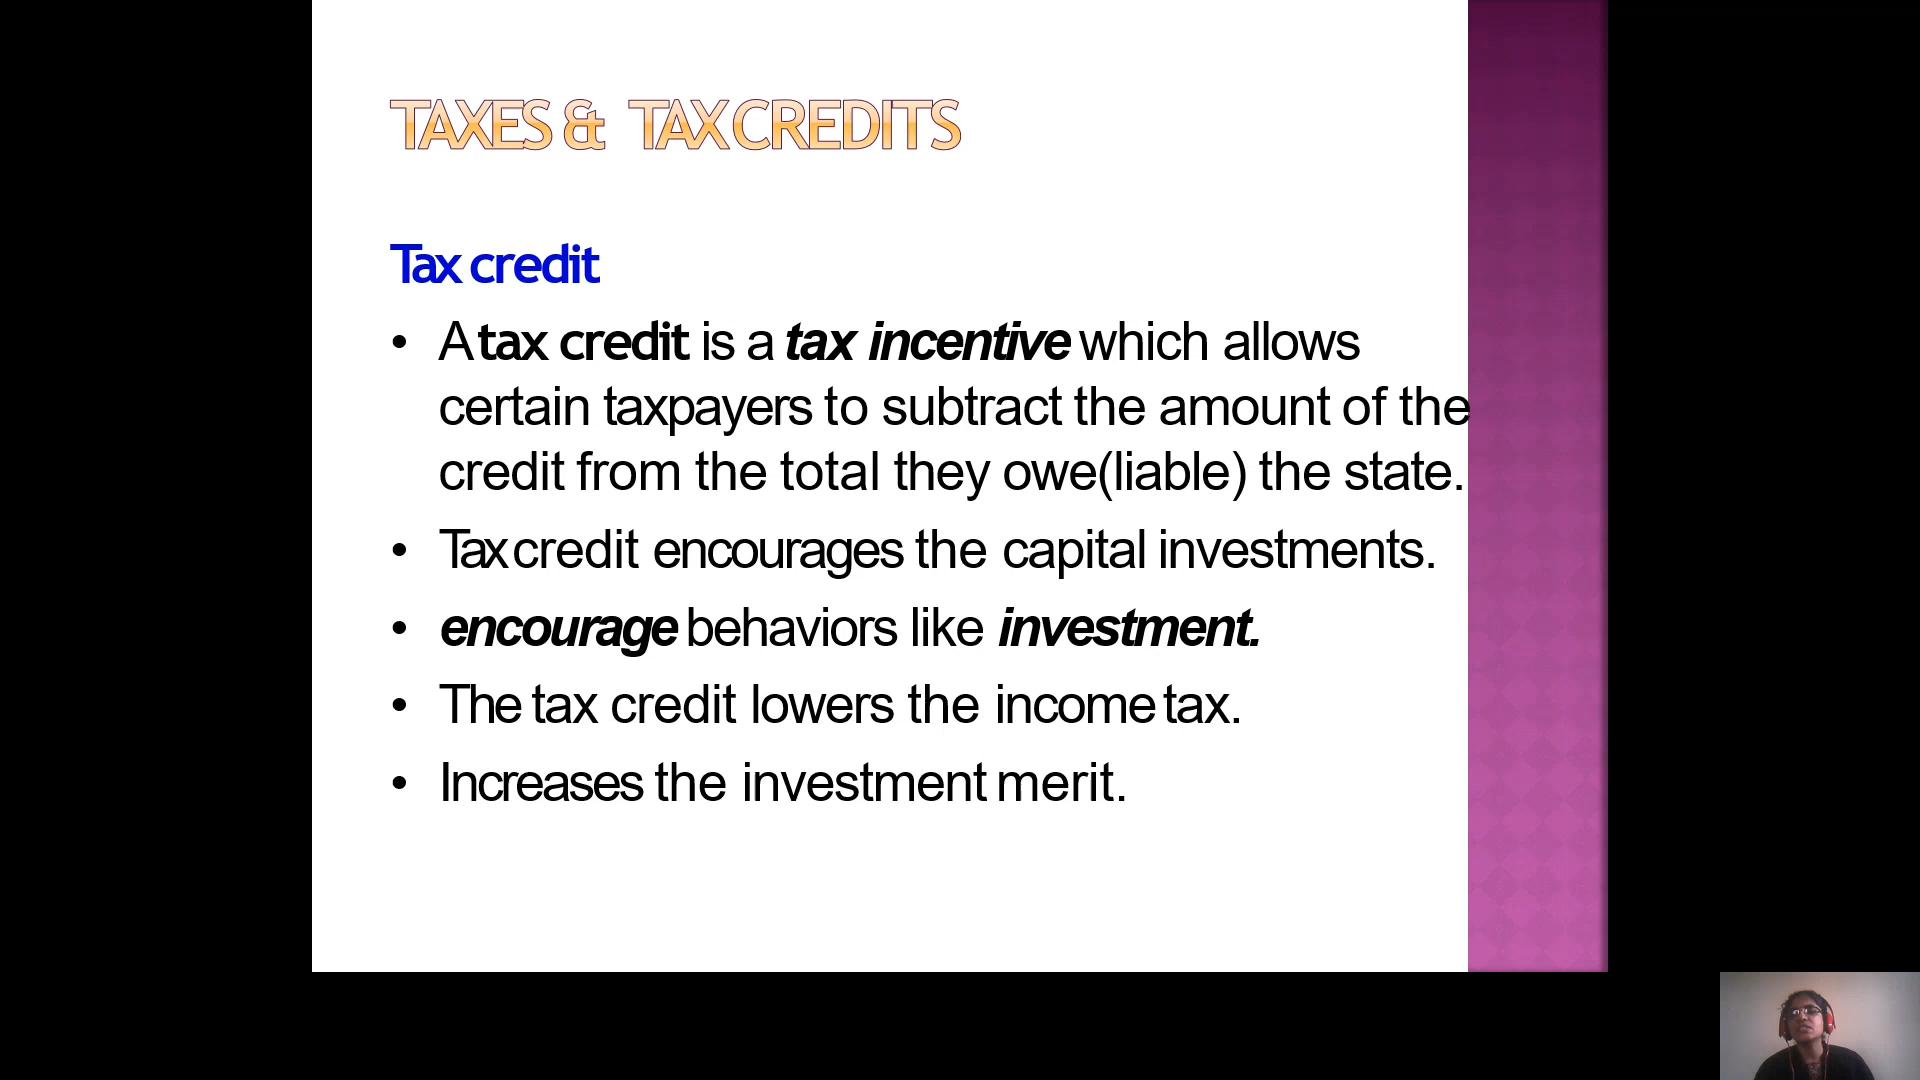 TAXES & TAX CREDITS
Tax credit
• A tax credit is a tax incentive which allows
certain taxpayers to subtract the amount of the
credit from the total they owe(liable) the state.
• Tax credit encourages the capital investments.
• encourage behaviors like investment.
• The tax credit lowers the income tax.
• Increases the investment merit.